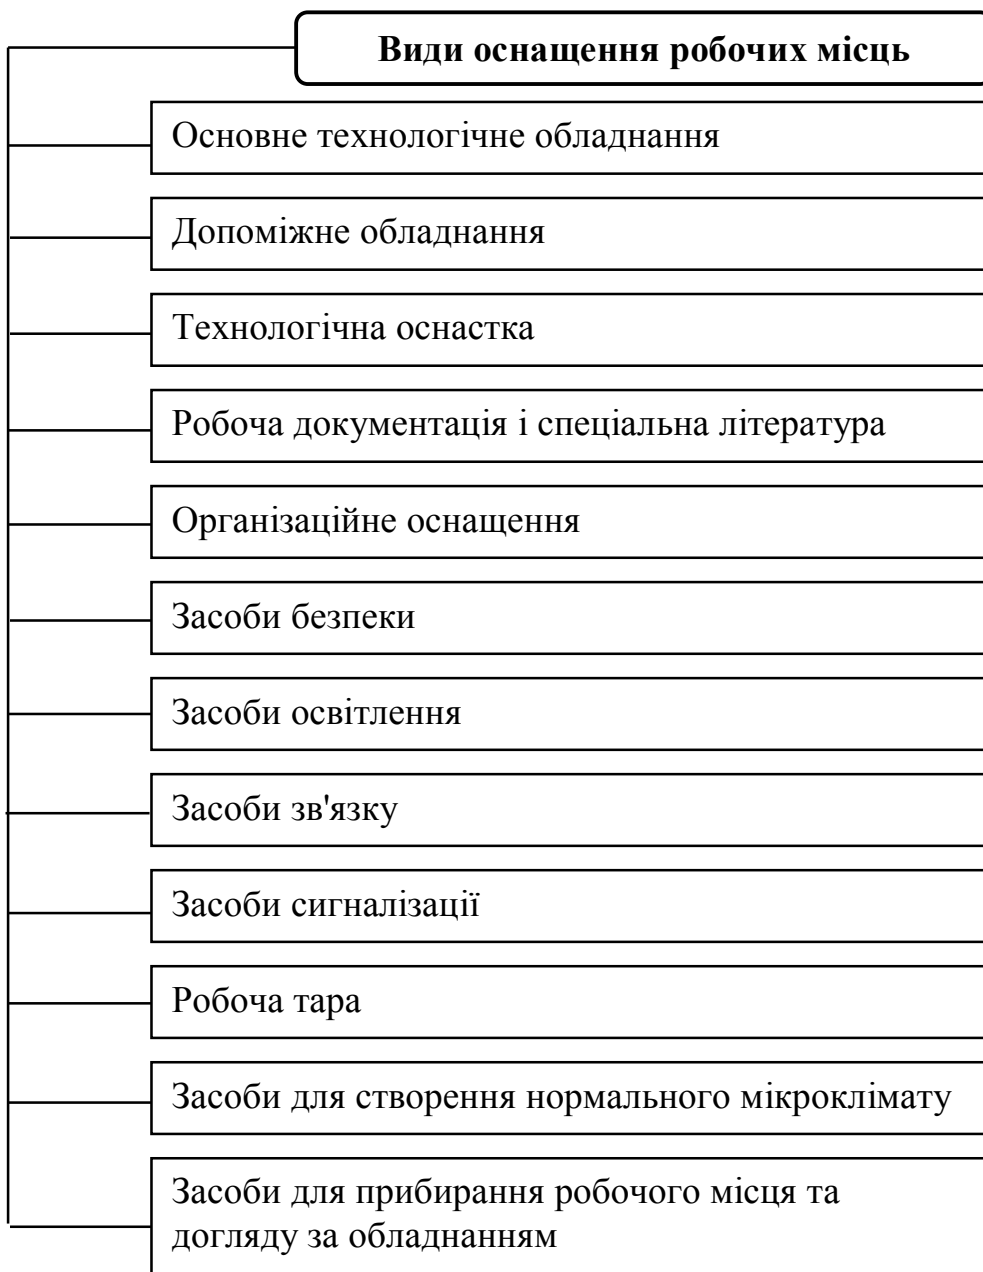 Види оснащення робочих місць
Основне технологічне обладнання
Допоміжне обладнання
Технологічна оснастка
Робоча документація і спеціальна література
Організаційне оснащення
Засоби безпеки
Засоби освітлення
Засоби зв'язку
Засоби сигналізації
Робоча тара
Засоби для створення нормального мікроклімату
Засоби для прибирання робочого місця та
догляду за обладнанням